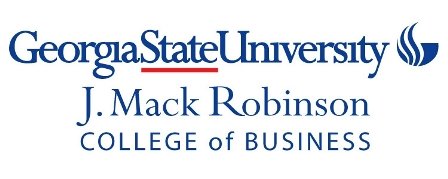 GeorgiaStateUniversity
J. Mack Robinson
COLLEGE of BUSINESS